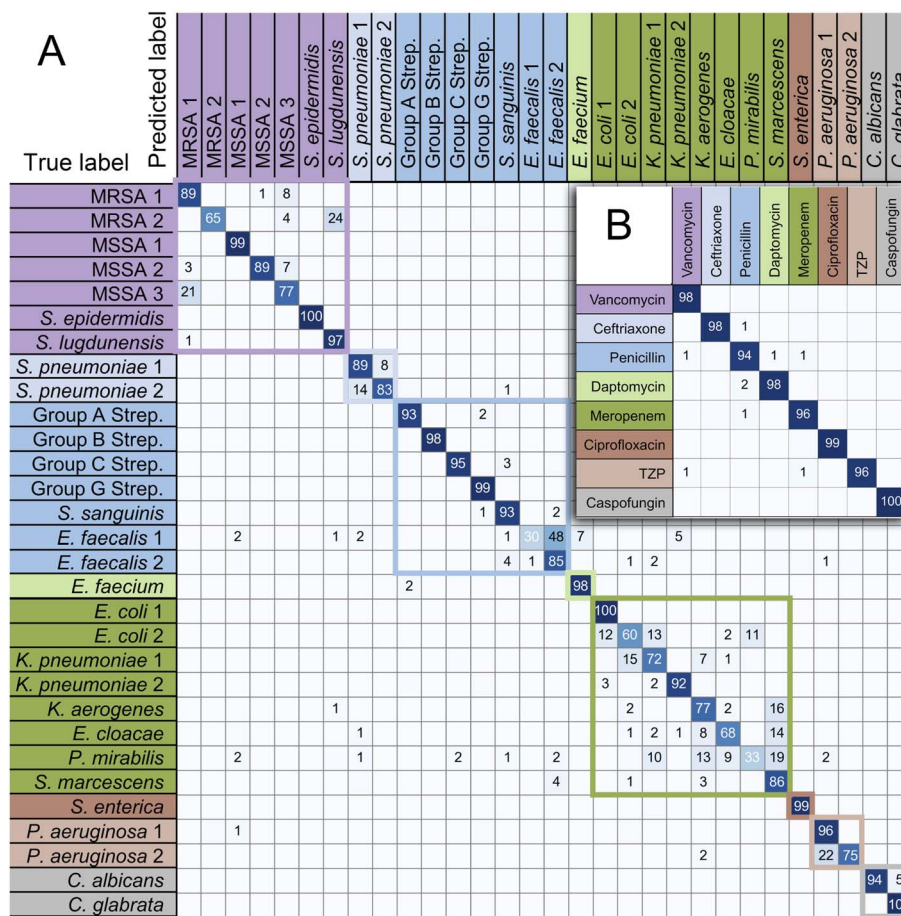 A
Predicted label
True label
MRSA 1
MRSA 2
MSSA 1
MSSA 2
MSSA 3
S. epidermidis
S. lugdunensis
S. pneumoniae 1
S. pneumoniae 2
Group A Strep.
Group B Strep.
Group C Strep.
Group G Strep.
S. sanguinis
E. faecalis 1
E. faecalis 2
E. faecium
E. coli 1
E. coli 2
K. pneumoniae 1
K. pneumoniae 2
K. aerogenes
E. cloacae
P. mirabilis
S. marcescens
S. enterica
P. aeruginosa 1
P. aeruginosa 2
C. albicans
C. glabrata
MRSA 1 89 1 8
MRSA 2 65 4 24
MSSA 1 99
MSSA 2 3 89 7
MSSA 3 21 77
S. epidermidis 100
S. lugdunensis 1 97
S. pneumoniae 1 89 8
S. pneumoniae 2 14 83 1
Group A Strep. 93 2
Group B Strep. 98
Group C Strep. 95 3
Group G Strep. 99
S. sanguinis 1 93 2
E. faecalis 1 2 1 2 1 30 48 7 5
E. faecalis 2 4 1 85 1 2 1
E. faecium 2 98
E. coli 1 100
E. coli 2 12 60 13 2 11
K. pneumoniae 1 15 72 7 1
K. pneumoniae 2 3 2 92
K. aerogenes 1 2 77 2 16
E. cloacae 1 1 2 1 8 68 14
P. mirabilis 2 1 2 1 2 10 13 9 33 19 2
S. marcescens 4 1 3 86
S. enterica 99
P. aeruginosa 1 1 96
P. aeruginosa 2 2 22 75
C. albicans 94 5
C. glabrata 10
B
Vancomycin
Ceftriaxone
Penicillin
Daptomycin
Meropenem
Ciprofloxacin
TZP
Caspofungin
Vancomycin 98
Ceftriaxone 98 1
Penicillin 1 94 1 1
Daptomycin 2 98
Meropenem 1 96
Ciprofloxacin 99
TZP 1 1 96
Caspofungin 100